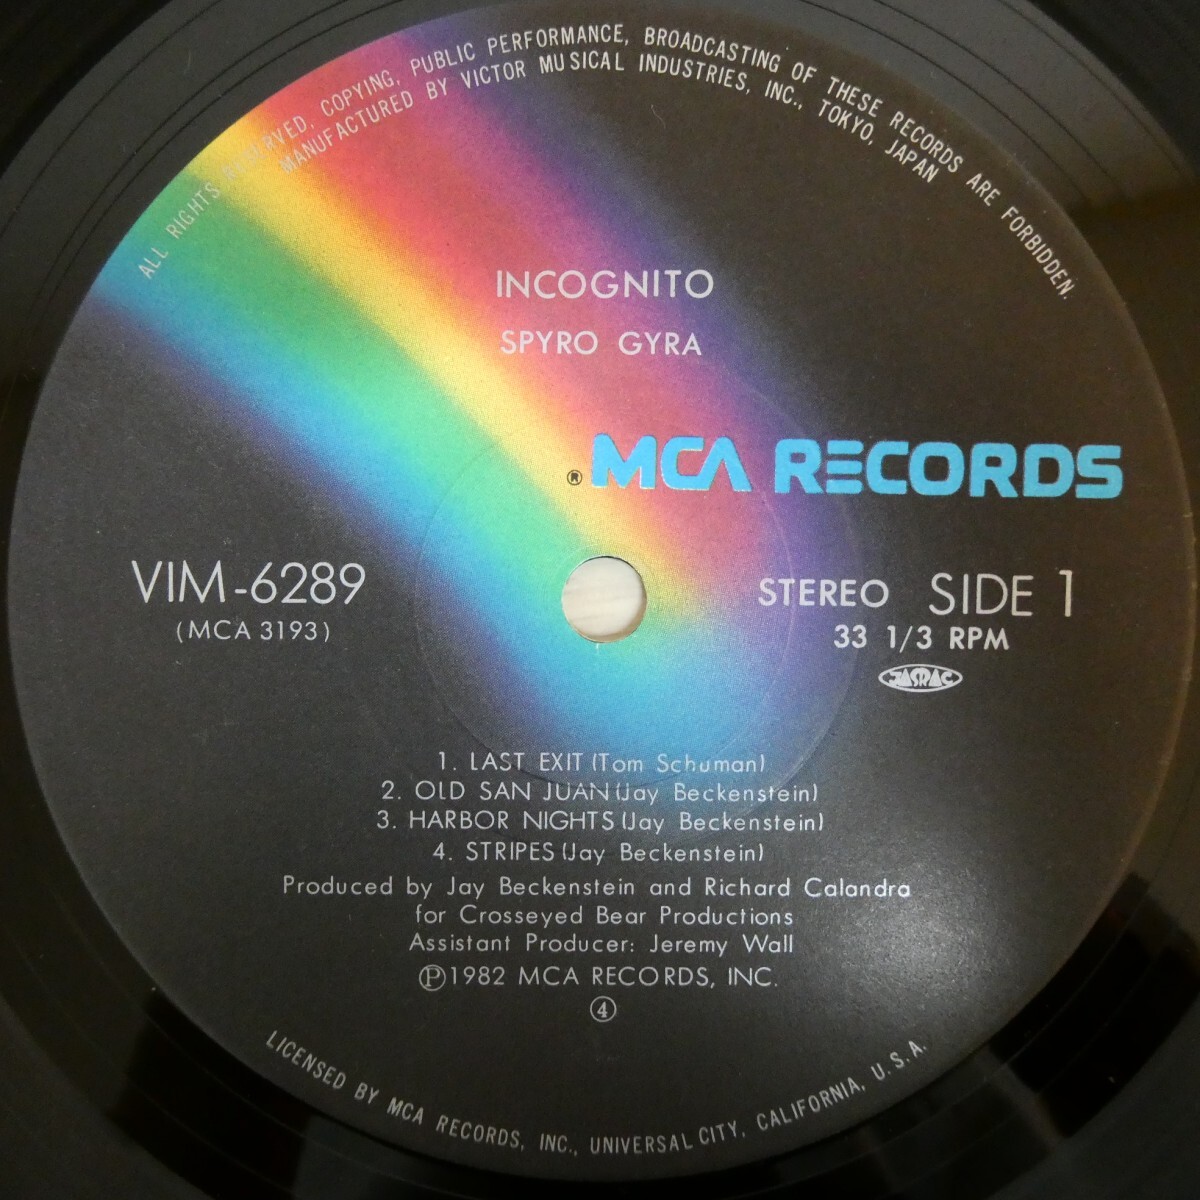 ALL RIGHTS RESERVED, COPYING, PUBLIC PERFORMANCE, BROADCASTING OF THESE RECORDS ARE FORBIDDEN.
MANUFACTURED BY VICTOR MUSICAL INDUSTRIES, INC., TOKYO, JAPAN
INCOGNITO
SPYRO GYRA
® MCA RECORDS
VIM-6289
(MCA 3193)
STEREO SIDE 1
33 1/3 RPM
JASRAC
1. LAST EXIT (Tom Schuman)
2. OLD SAN JUAN (Jay Beckenstein)
3. HARBOR NIGHTS (Jay Beckenstein)
4. STRIPES (Jay Beckenstein)
Produced by Jay Beckenstein and Richard Calandra
for Crosseyed Bear Productions
Assistant Producer: Jeremy Wall
Ⓟ1982 MCA RECORDS, INC.
④
LICENSED BY MCA RECORDS, INC., UNIVERSAL CITY, CALIFORNIA, U.S.A.